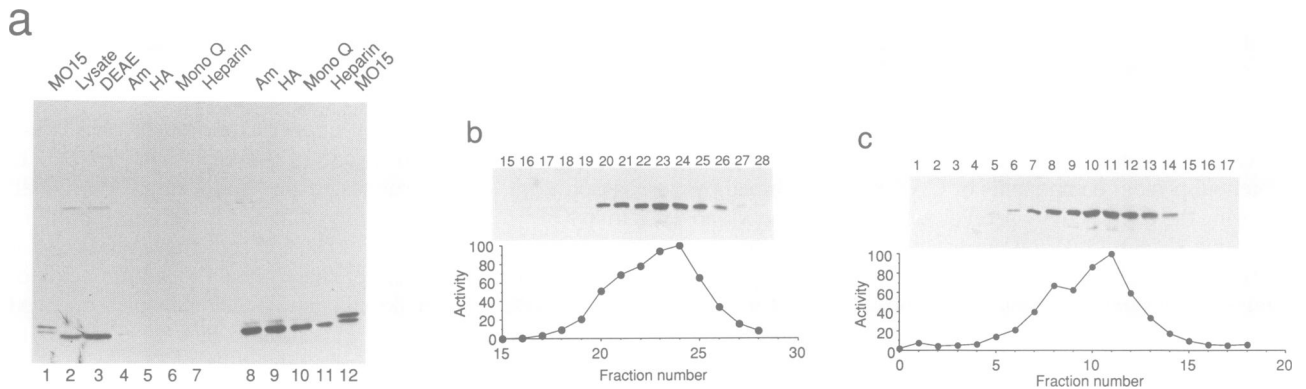 a
MO15 Lysate DEAE Am HA Mono Q Heparin Am HA Mono Q Heparin MO15
1 2 3 4 5 6 7 8 9 10 11 12
b
15 16 17 18 19 20 21 22 23 24 25 26 27 28
100
80
60
40
20
0
Activity
15 20 25 30
Fraction number
c
1 2 3 4 5 6 7 8 9 10 11 12 13 14 15 16 17
100
80
60
40
20
0
Activity
0 5 10 15 20
Fraction number